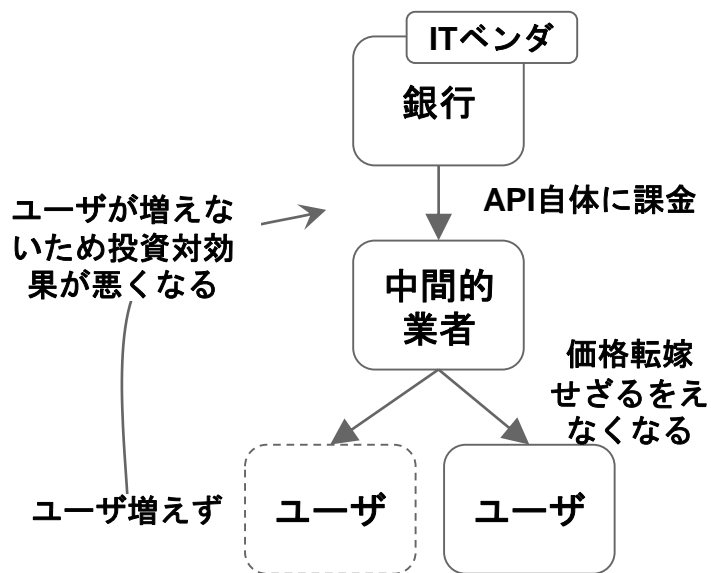 ITベンダ
銀行
API自体に課金
ユーザが増えな
いため投資対効
果が悪くなる
中間的
業者
価格転嫁
せざるをえ
なくなる
ユーザ増えず
ユーザ
ユーザ